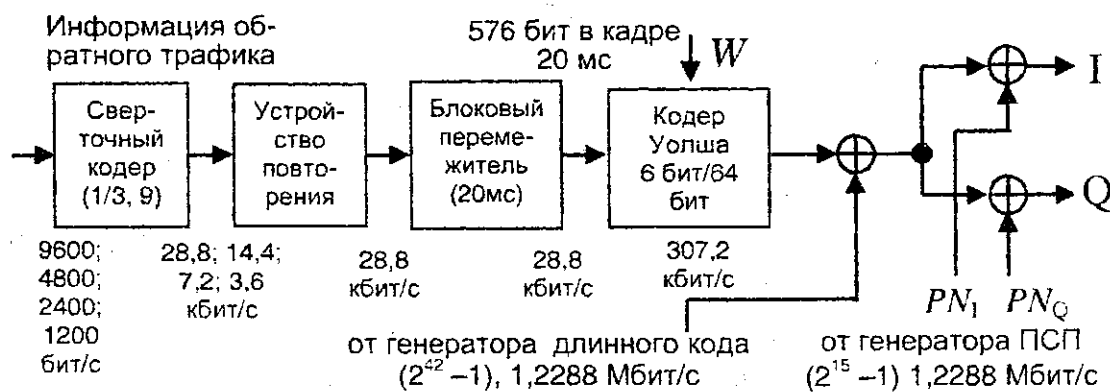 Информация об-
ратного трафика
576 бит в кадре
20 мс
W
I
Свер-
точный
кодер
(1/3, 9)
Устрой-
ство
повто-
рения
Блоковый
переме-
житель
(20мс)
Кодер
Уолша
6 бит/64
бит
Q
9600;
4800;
2400;
1200
бит/с
28,8; 14,4;
7,2; 3,6
кбит/с
28,8
кбит/с
28,8
кбит/с
307,2
кбит/с
PN_I
PN_Q
от генератора длинного кода
(2^42 –1), 1,2288 Мбит/с
от генератора ПСП
(2^15 –1) 1,2288 Мбит/с